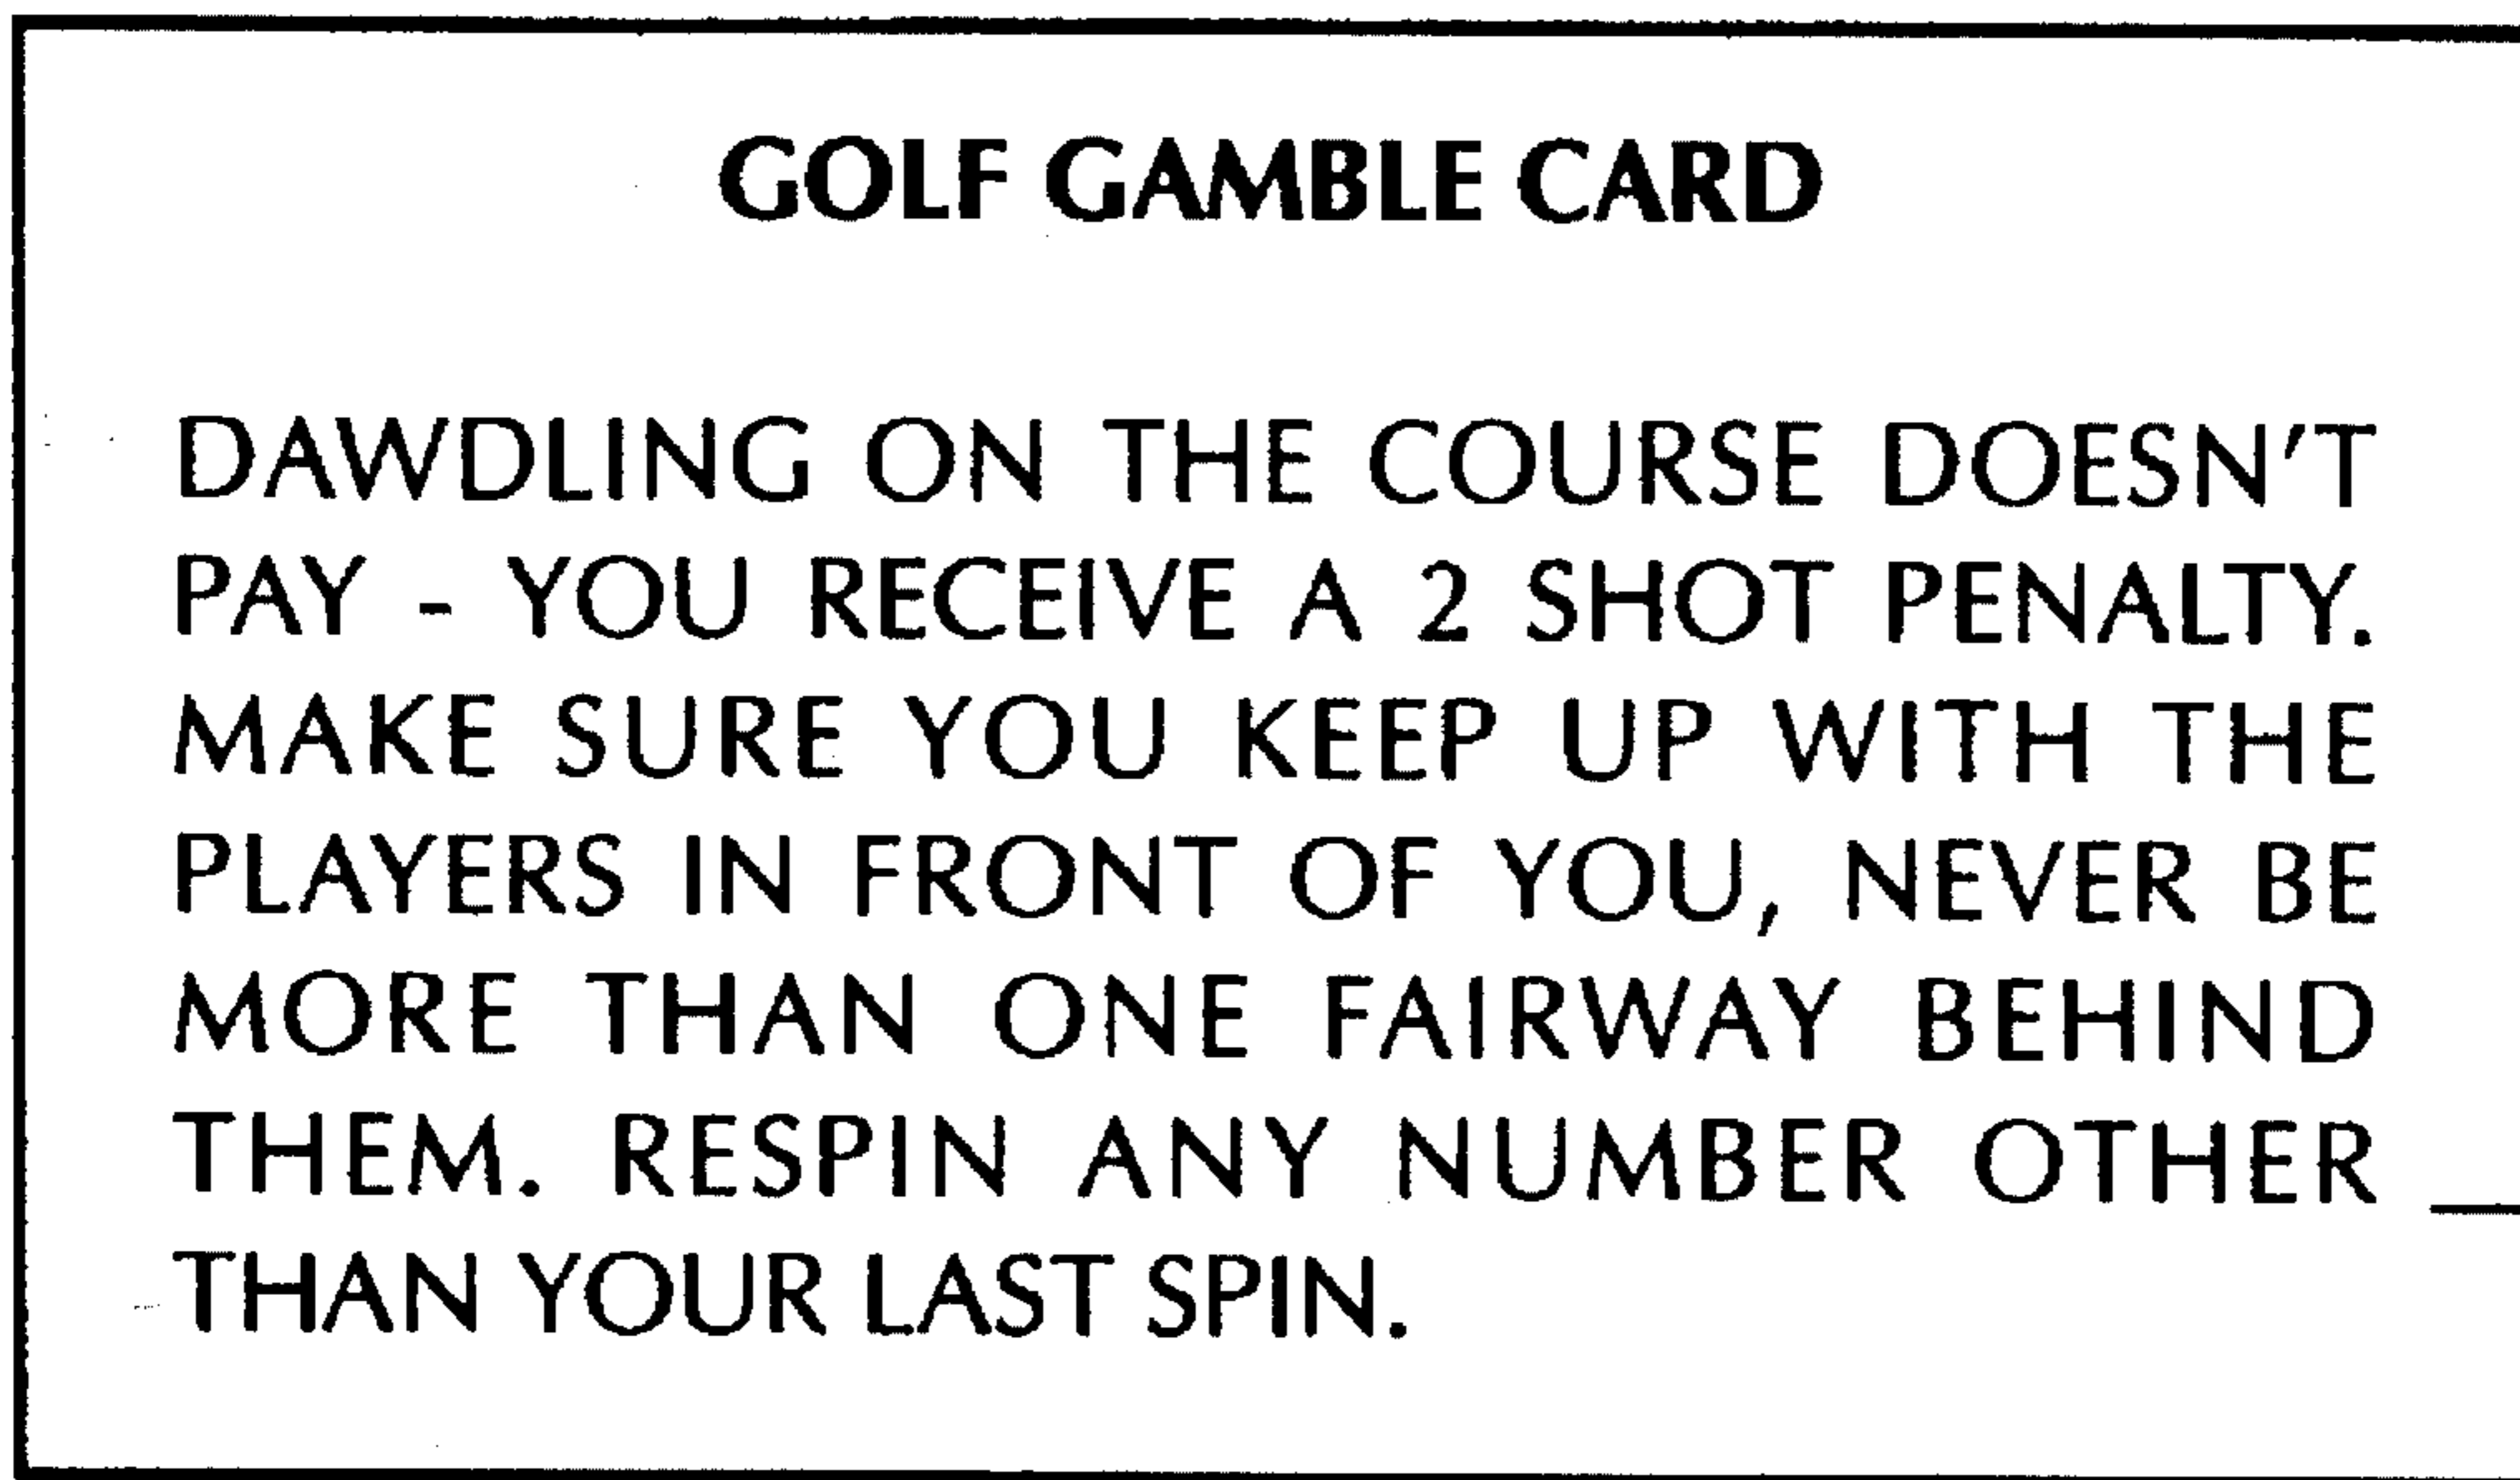 GOLF GAMBLE CARD
DAWDLING ON THE COURSE DOESN'T
PAY - YOU RECEIVE A 2 SHOT PENALTY.
MAKE SURE YOU KEEP UP WITH THE
PLAYERS IN FRONT OF YOU, NEVER BE
MORE THAN ONE FAIRWAY BEHIND
THEM. RESPIN ANY NUMBER OTHER
THAN YOUR LAST SPIN.